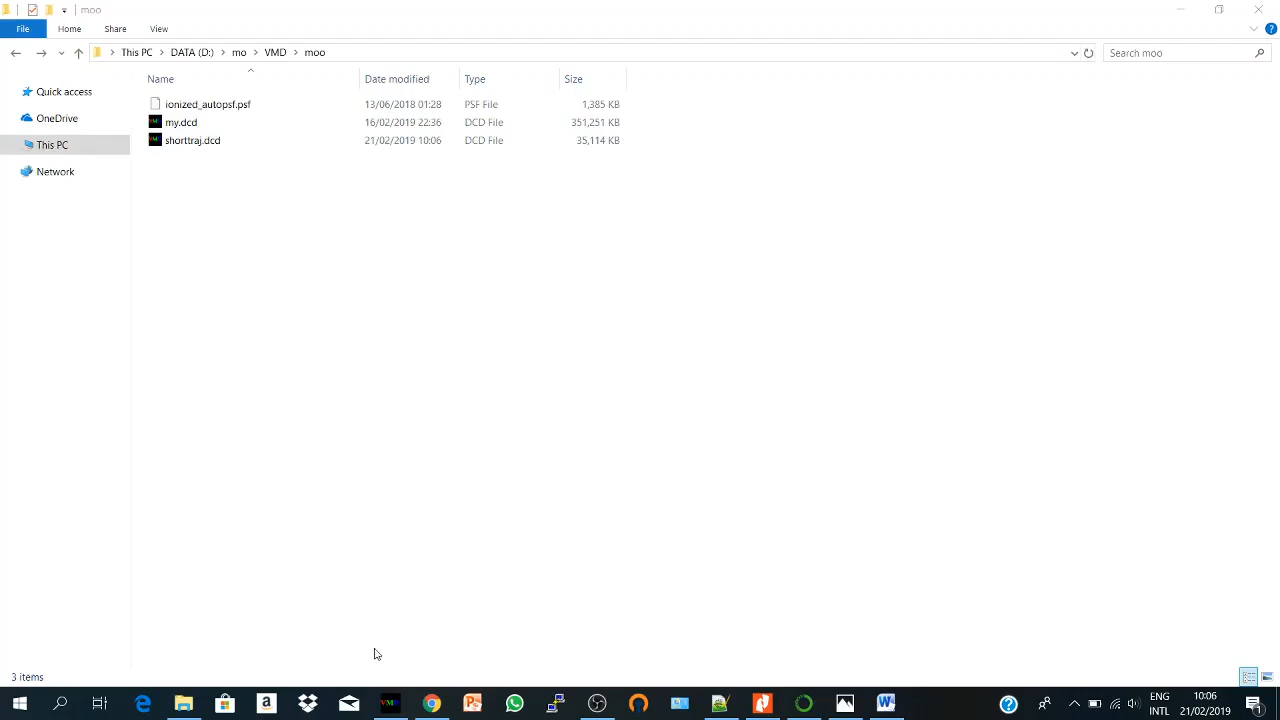 moo
File Home Share View
This PC DATA (D:) mo VMD moo Search moo
Name Date modified Type Size
Quick access
OneDrive
This PC
Network
ionized_autopsf.psf 13/06/2018 01:28 PSF File 1,385 KB
my.dcd 16/02/2019 22:36 DCD File 351,251 KB
shorttraj.dcd 21/02/2019 10:06 DCD File 35,114 KB
3 items
VMD
ENG 10:06
INTL 21/02/2019